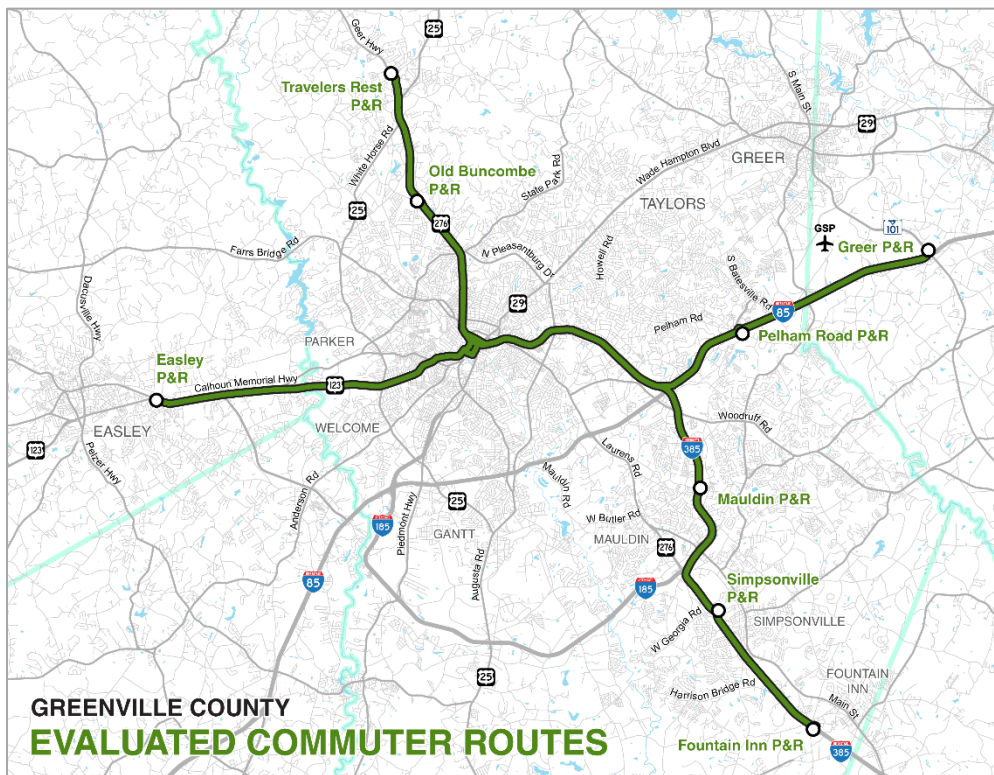 Geer Hwy
25
Travelers Rest
P&R
White Horse Rd
S Main St
29
GREER
Wade Hampton Blvd
State Park Rd
Old Buncombe
P&R
25
276
TAYLORS
101
GSP
Greer P&R
Farrs Bridge Rd
N Pleasantburg Dr
Howell Rd
S Batesville Rd
Dacusville Hwy
29
85
Pelham Rd
Pelham Road P&R
PARKER
Easley
P&R
Calhoun Memorial Hwy
123
EASLEY
WELCOME
Woodruff Rd
123
Pelzer Hwy
Laurens Rd
385
Mauldin Rd
Mauldin P&R
Anderson Rd
25
185
Piedmont Hwy
GANTT
W Butler Rd
MAULDIN
276
Augusta Rd
85
185
Simpsonville
P&R
W Georgia Rd
SIMPSONVILLE
25
Harrison Bridge Rd
FOUNTAIN
INN
Main St
Fountain Inn P&R
385
GREENVILLE COUNTY
EVALUATED COMMUTER ROUTES